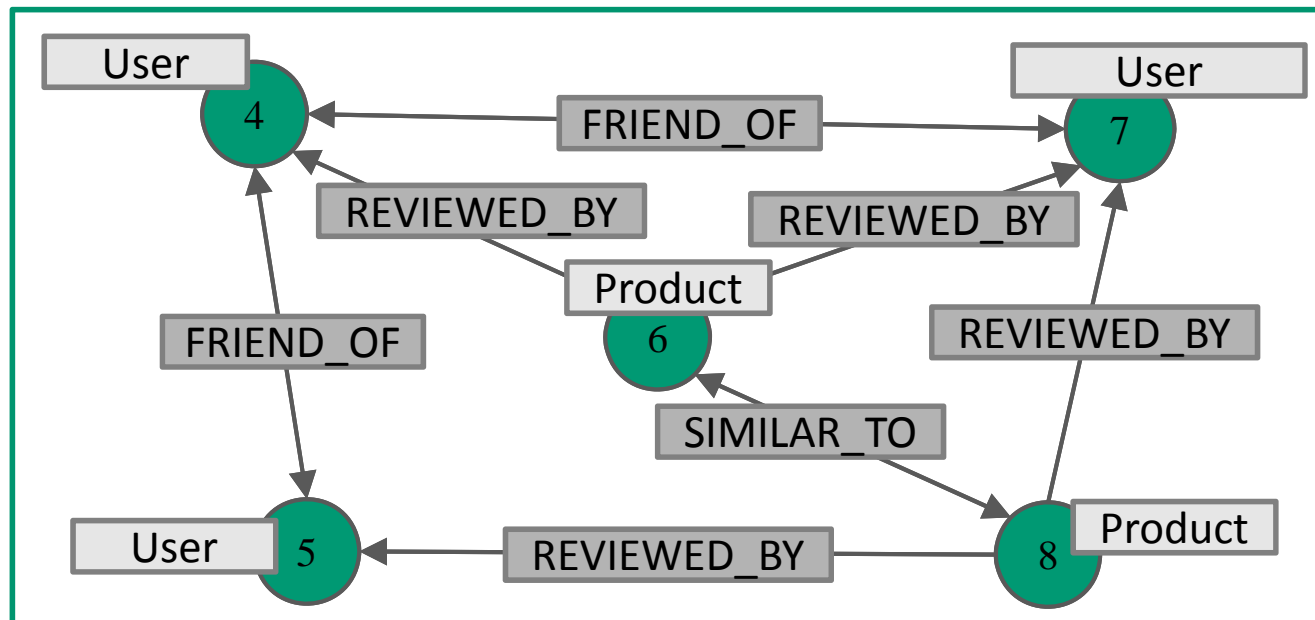 User
4
FRIEND_OF
User
7
REVIEWED_BY
REVIEWED_BY
Product
6
FRIEND_OF
REVIEWED_BY
SIMILAR_TO
User
5
REVIEWED_BY
8
Product